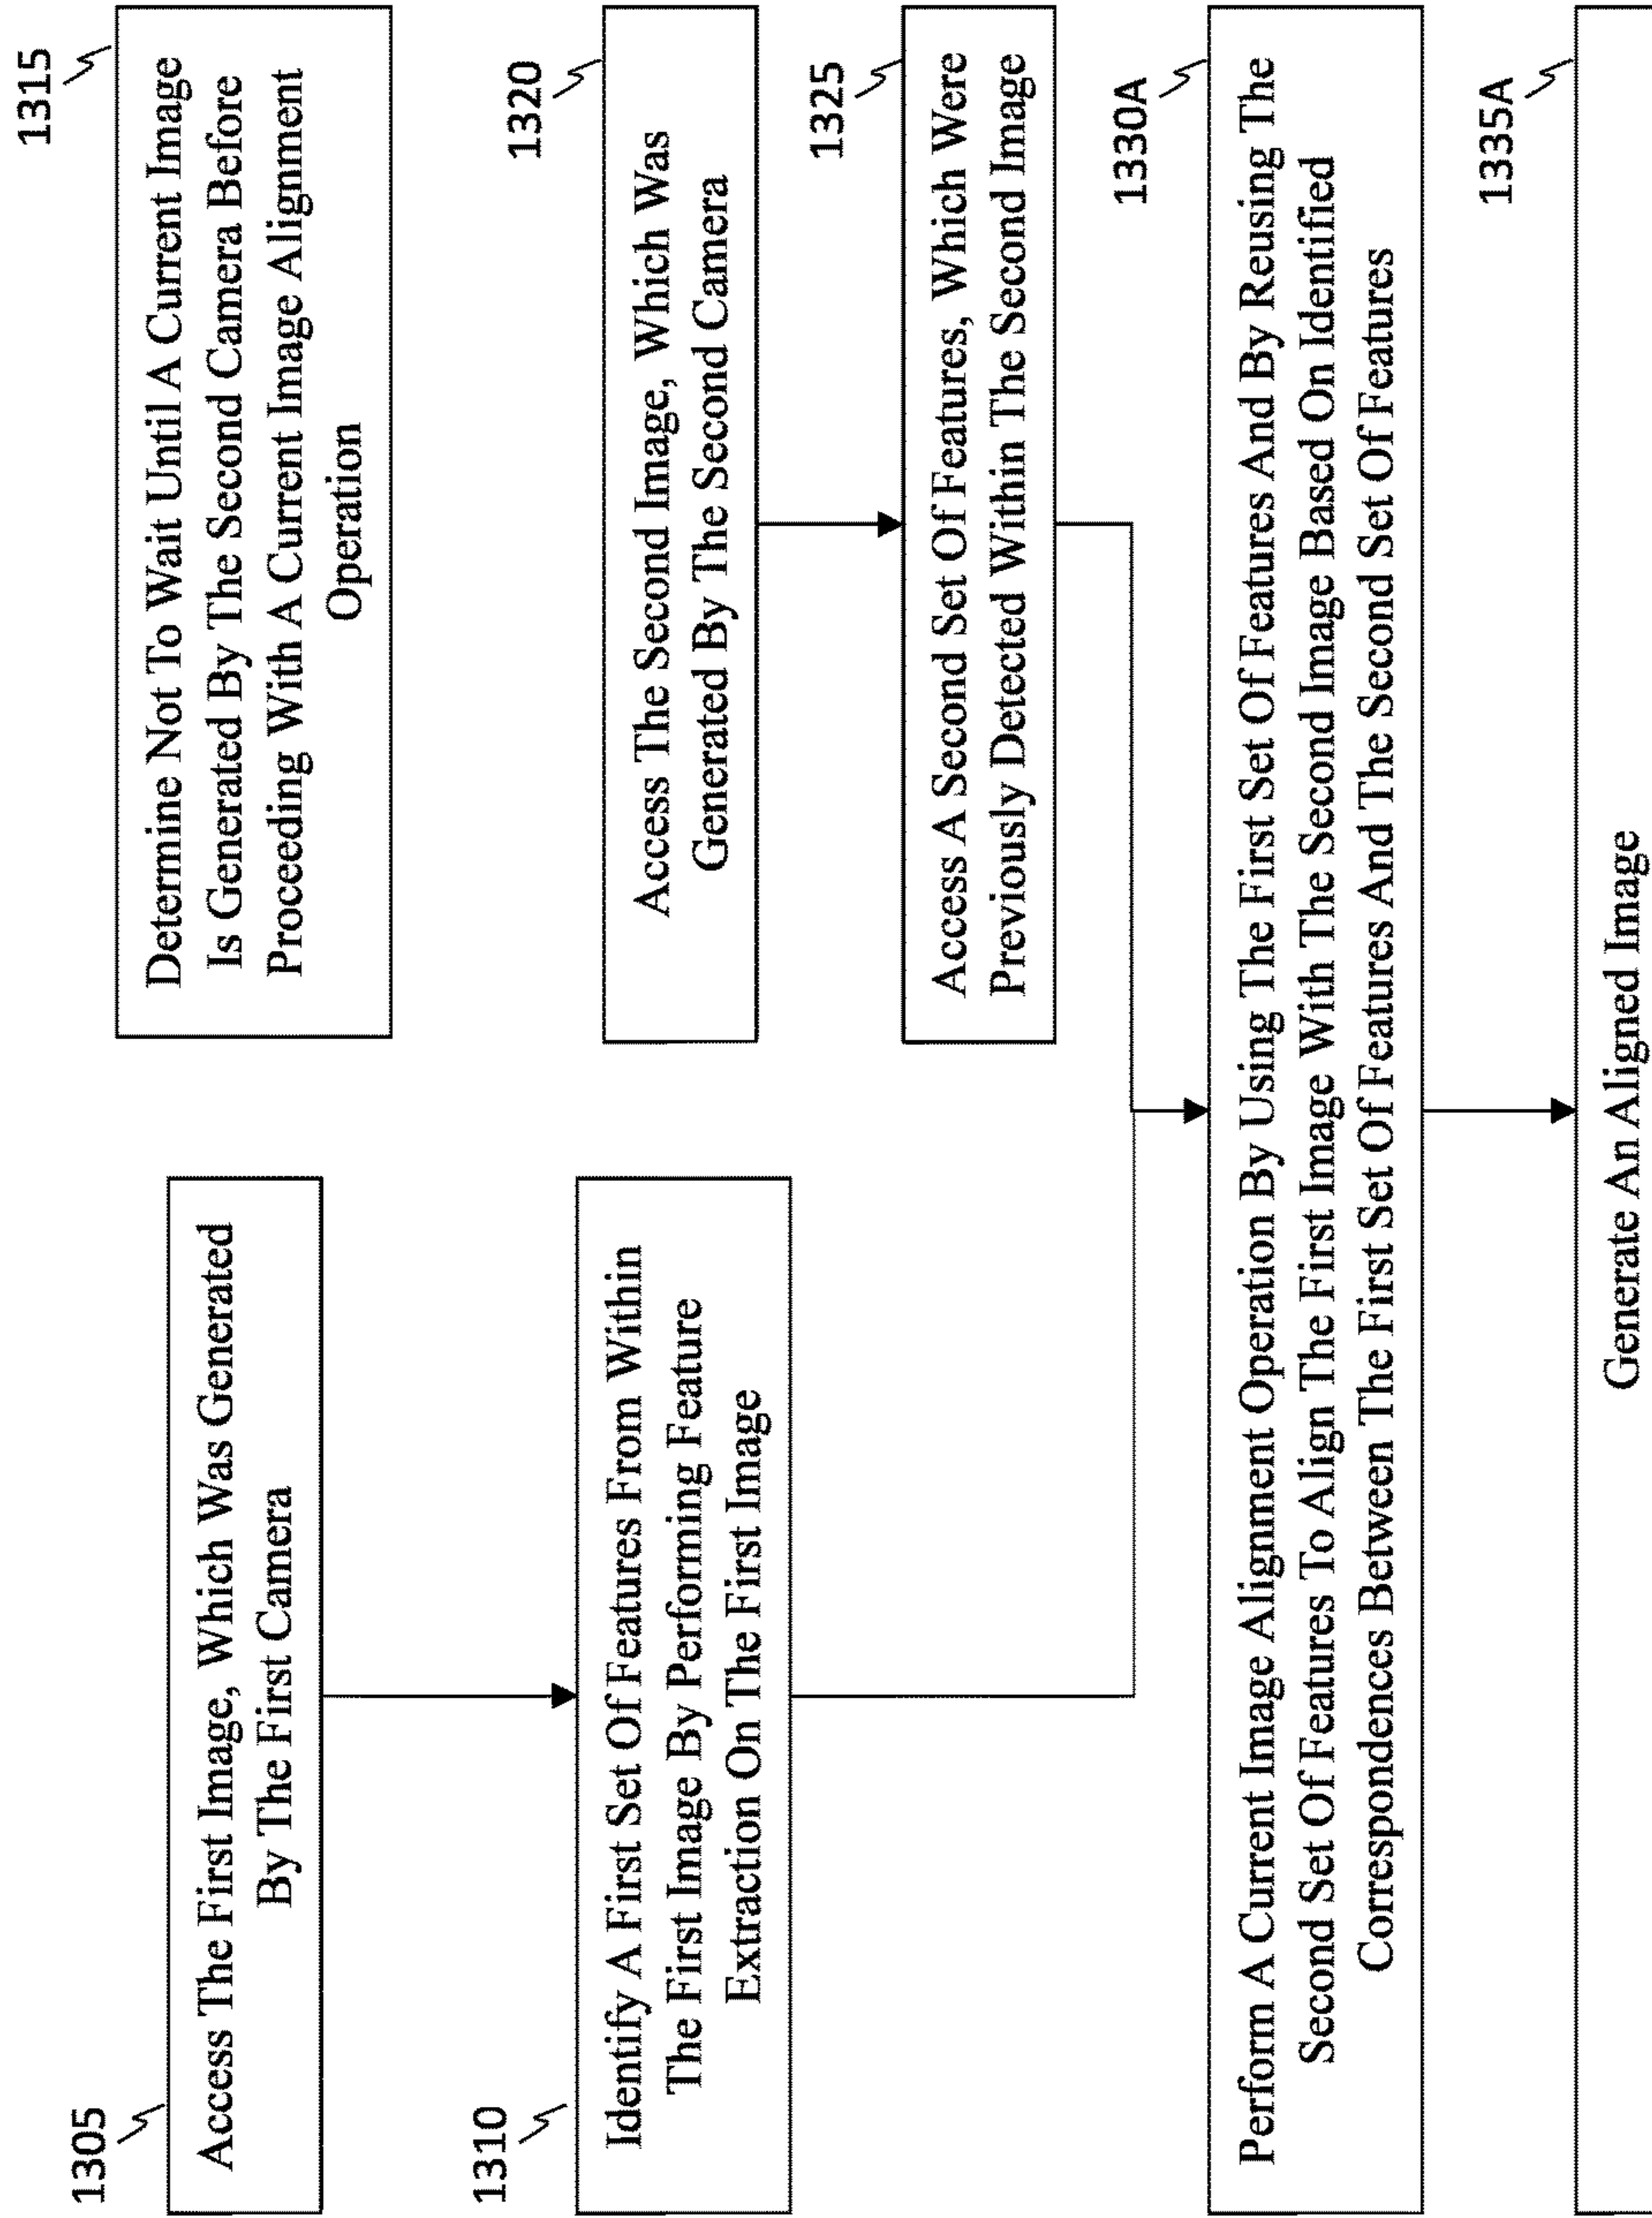 1305
Access The First Image, Which Was Generated
By The First Camera
1310
Identify A First Set Of Features From Within
The First Image By Performing Feature
Extraction On The First Image
1315
Determine Not To Wait Until A Current Image
Is Generated By The Second Camera Before
Proceeding With A Current Image Alignment
Operation
1320
Access The Second Image, Which Was
Generated By The Second Camera
1325
Access A Second Set Of Features, Which Were
Previously Detected Within The Second Image
1330A
Perform A Current Image Alignment Operation By Using The First Set Of Features And By Reusing The
Second Set Of Features To Align The First Image With The Second Image Based On Identified
Correspondences Between The First Set Of Features And The Second Set Of Features
1335A
Generate An Aligned Image